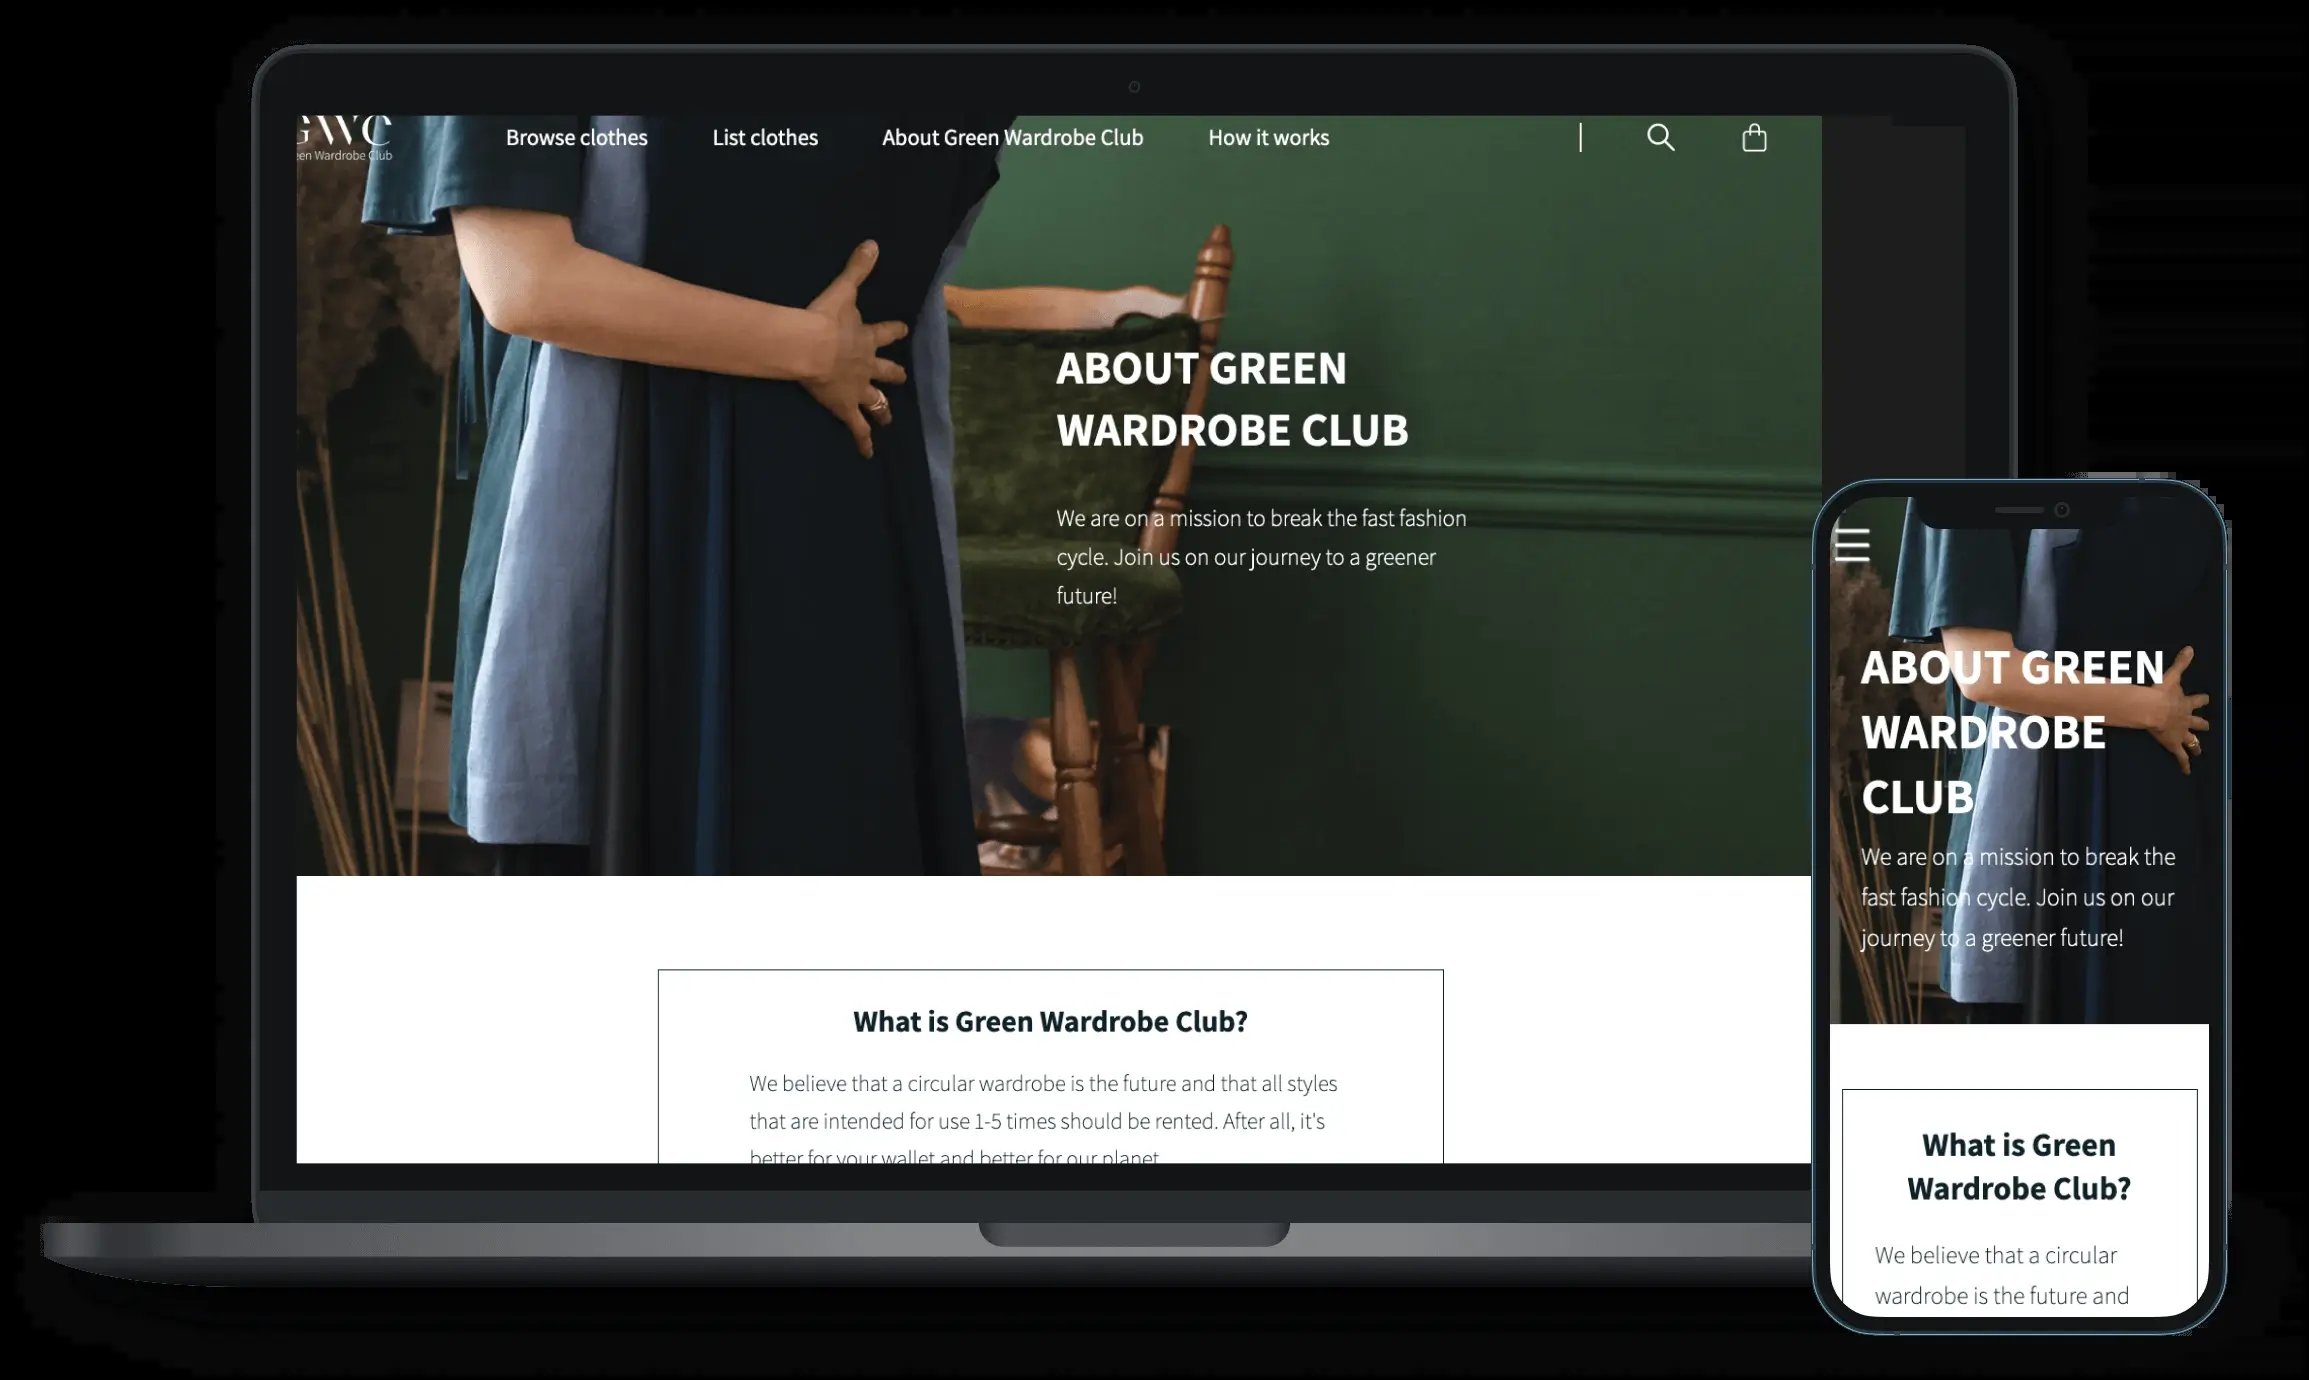 GWC
Browse clothes List clothes About Green Wardrobe Club How it works
en Wardrobe Club
ABOUT GREEN
WARDROBE CLUB
We are on a mission to break the fast fashion
cycle. Join us on our journey to a greener
future!
What is Green Wardrobe Club?
We believe that a circular wardrobe is the future and that all styles
that are intended for use 1-5 times should be rented. After all, it's
better for your wallet and better for our planet
ABOUT GREEN
WARDROBE
CLUB
We are on a mission to break the
fast fashion cycle. Join us on our
journey to a greener future!
What is Green
Wardrobe Club?
We believe that a circular
wardrobe is the future and